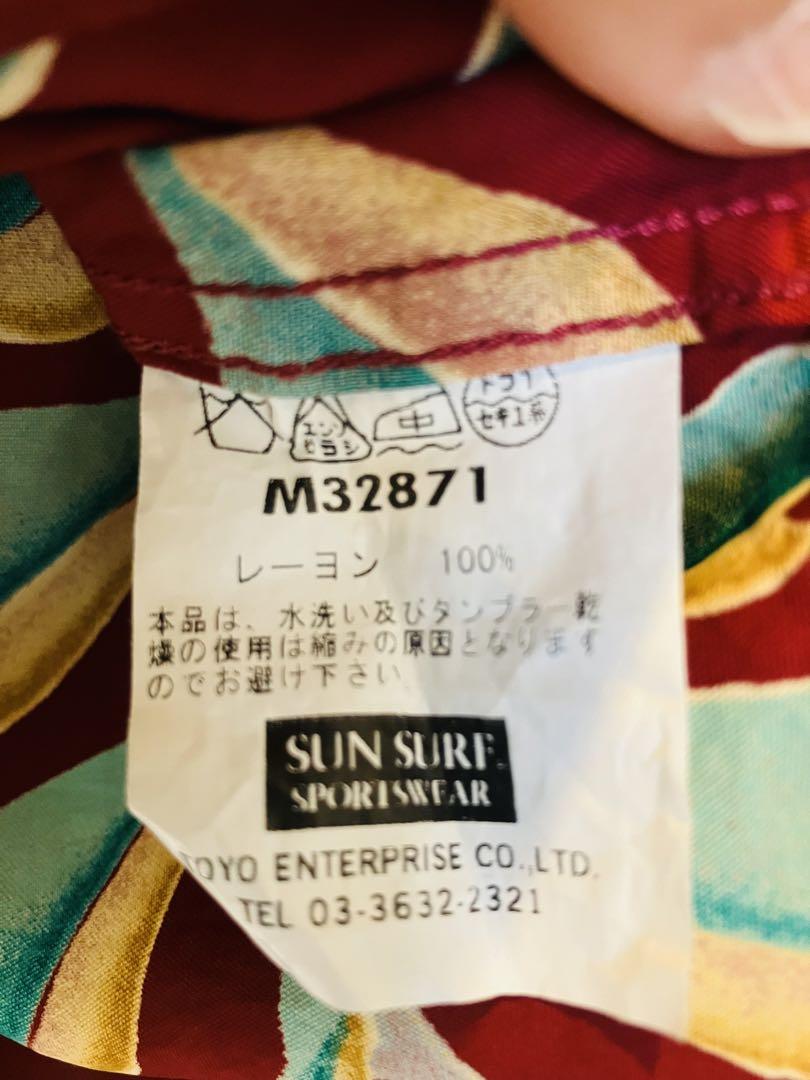 エンソ サラシ 中 ドライ セキユ系
M32871
レーヨン 100%
本品は、水洗い及びタンブラー乾
燥の使用は縮みの原因となります
のでお避け下さい.
SUN SURF
SPORTSWEAR
TOYO ENTERPRISE CO.,LTD.
TEL 03-3632-2321